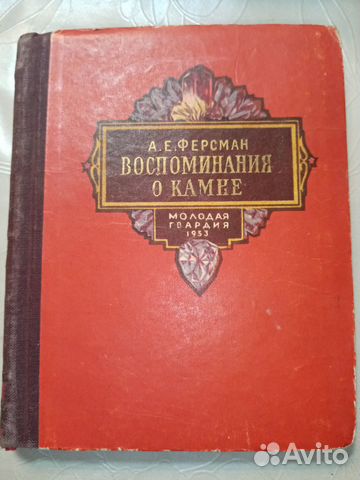 А.Е.ФЕРСМАН
ВОСПОМИНАНИЯ
О КАМНЕ
МОЛОДАЯ
ГВАРДИЯ
1953
Avito